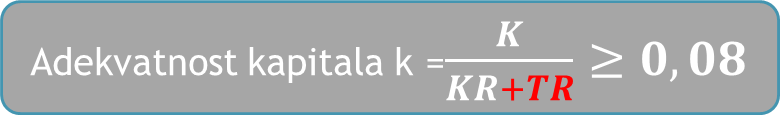 Adekvatnost kapitala k = K / KR+TR ≥ 0,08